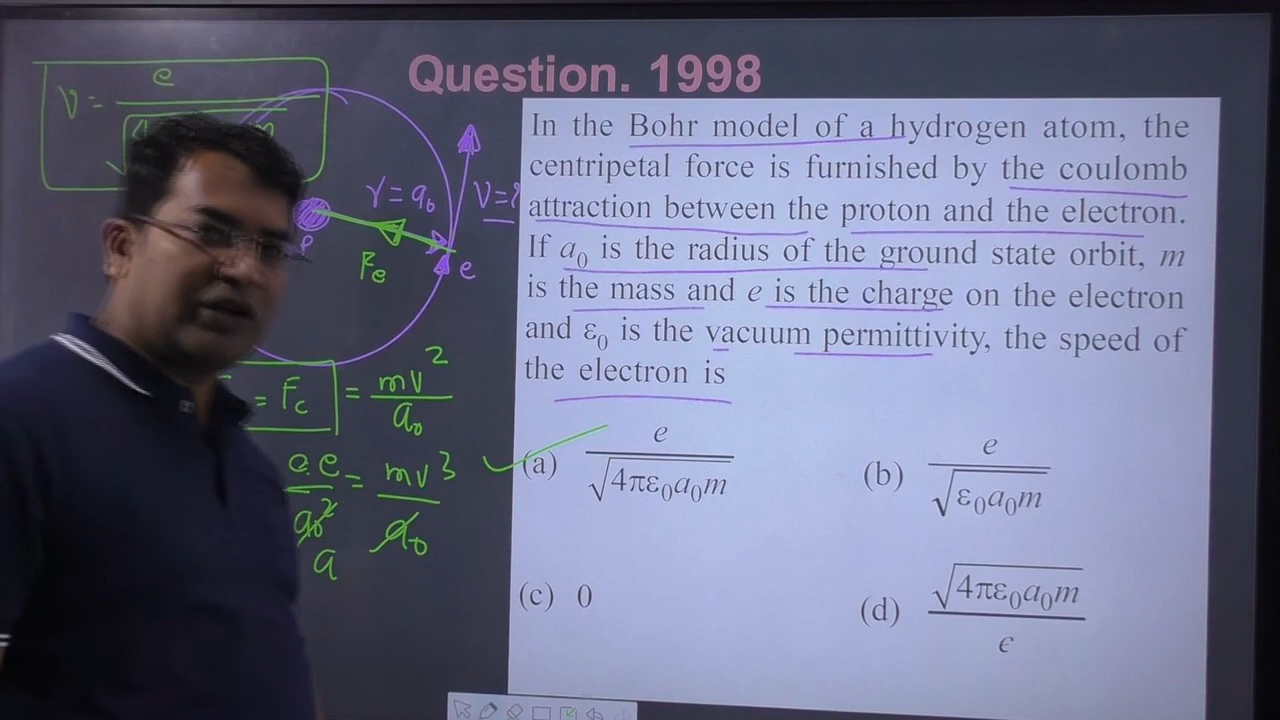 Question. 1998
In the Bohr model of a hydrogen atom, the
centripetal force is furnished by the coulomb
attraction between the proton and the electron.
If a₀ is the radius of the ground state orbit, m
is the mass and e is the charge on the electron
and ε₀ is the vacuum permittivity, the speed of
the electron is
(a) e/√(4πε₀a₀m)
(b) e/√(ε₀a₀m)
(c) 0
(d) √(4πε₀a₀m)/ϵ
v = e
r = a₀
V=?
P
Fe
e
= Fc = mv²/a₀
e.e/a₀² = mv³/a₀
a